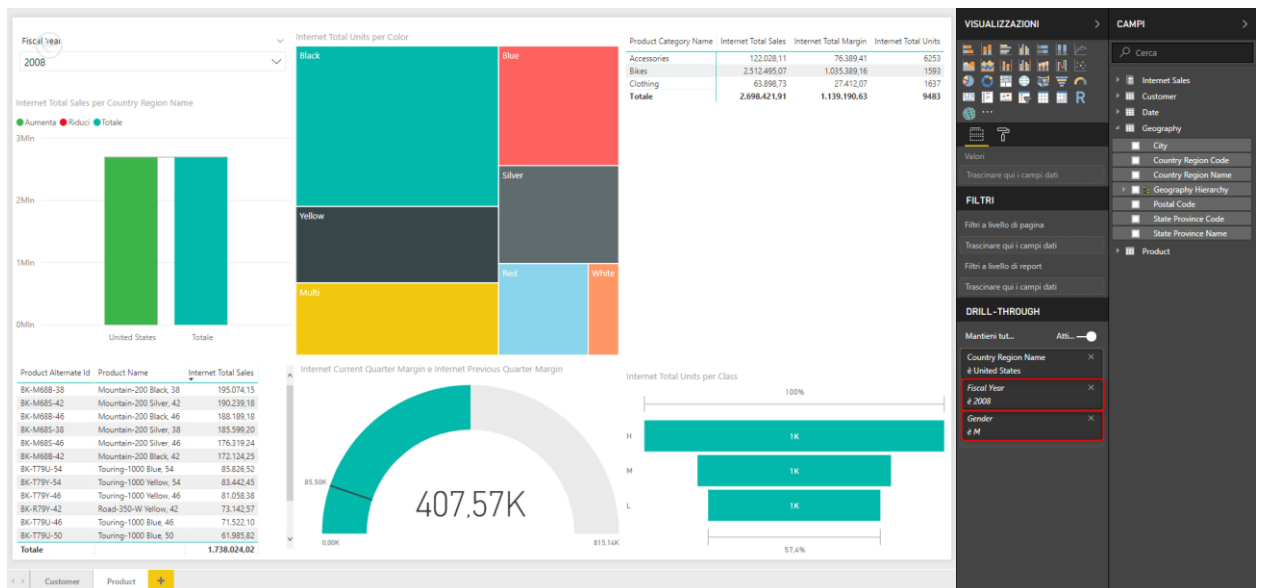 Fiscal Year
2008
Internet Total Sales per Country Region Name
Aumenta Riduci Totale
3Mln
2Mln
1Mln
0Mln
United States Totale
Product Alternate Id Product Name Internet Total Sales
BK-M68B-38 Mountain-200 Black, 38 195.074,15
BK-M68S-42 Mountain-200 Silver, 42 190.239,18
BK-M68B-46 Mountain-200 Black, 46 188.189,18
BK-M68S-38 Mountain-200 Silver, 38 185.599,20
BK-M68S-46 Mountain-200 Silver, 46 176.319,24
BK-M68B-42 Mountain-200 Black, 42 172.124,25
BK-T79U-54 Touring-1000 Blue, 54 85.826,52
BK-T79Y-54 Touring-1000 Yellow, 54 83.442,45
BK-T79Y-46 Touring-1000 Yellow, 46 81.058,38
BK-R79Y-42 Road-350-W Yellow, 42 73.142,57
BK-T79U-46 Touring-1000 Blue, 46 71.522,10
BK-T79U-50 Touring-1000 Blue, 50 61.985,82
Totale 1.738.024,02
Internet Total Units per Color
Black
Blue
Silver
Yellow
Red
White
Multi
Internet Current Quarter Margin e Internet Previous Quarter Margin
85,50K
407,57K
0,00K
815,14K
Product Category Name Internet Total Sales Internet Total Margin Internet Total Units
Accessories 122.028,11 76.389,41 6253
Bikes 2.512.495,07 1.035.389,16 1593
Clothing 63.898,73 27.412,07 1637
Totale 2.698.421,91 1.139.190,63 9483
Internet Total Units per Class
100%
H 1K
M 1K
L 1K
57,4%
Customer Product +
VISUALIZZAZIONI
R
...
Valori
Trascinare qui i campi dati
FILTRI
Filtri a livello di pagina
Trascinare qui i campi dati
Filtri a livello di report
Trascinare qui i campi dati
DRILL-THROUGH
Mantieni tut... Atti...
Country Region Name
è United States
Fiscal Year
è 2008
Gender
è M
CAMPI
Cerca
Internet Sales
Customer
Date
Geography
City
Country Region Code
Country Region Name
Geography Hierarchy
Postal Code
State Province Code
State Province Name
Product